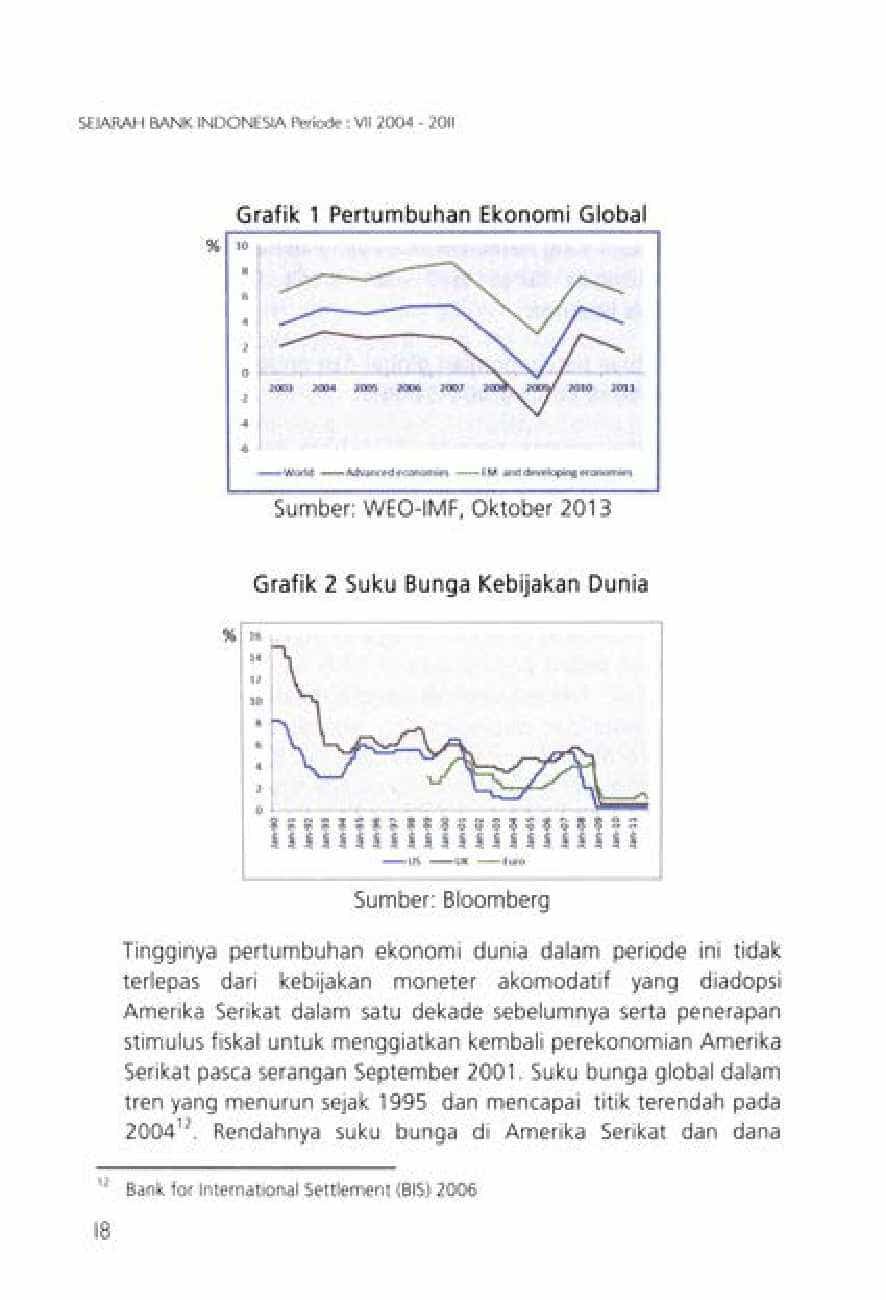 SEJARAH BANK INDONESIA Periode : VII 2004 - 2011
Grafik 1 Pertumbuhan Ekonomi Global
%
10
8
6
4
2
0
-2
-4
-6
2003 2004 2005 2006 2007 2008 2009 2010 2011
World Advanced economies EM and developing economies
Sumber: WEO-IMF, Oktober 2013
Grafik 2 Suku Bunga Kebijakan Dunia
%
16
14
12
10
8
6
4
2
0
Jan-90 Jan-91 Jan-92 Jan-93 Jan-94 Jan-95 Jan-96 Jan-97 Jan-98 Jan-99 Jan-00 Jan-01 Jan-02 Jan-03 Jan-04 Jan-05 Jan-06 Jan-07 Jan-08 Jan-09 Jan-10 Jan-11
US UK Euro
Sumber: Bloomberg
Tingginya pertumbuhan ekonomi dunia dalam periode ini tidak
terlepas dari kebijakan moneter akomodatif yang diadopsi
Amerika Serikat dalam satu dekade sebelumnya serta penerapan
stimulus fiskal untuk menggiatkan kembali perekonomian Amerika
Serikat pasca serangan September 2001. Suku bunga global dalam
tren yang menurun sejak 1995 dan mencapai titik terendah pada
2004¹². Rendahnya suku bunga di Amerika Serikat dan dana
¹² Bank for International Settlement (BIS) 2006
18